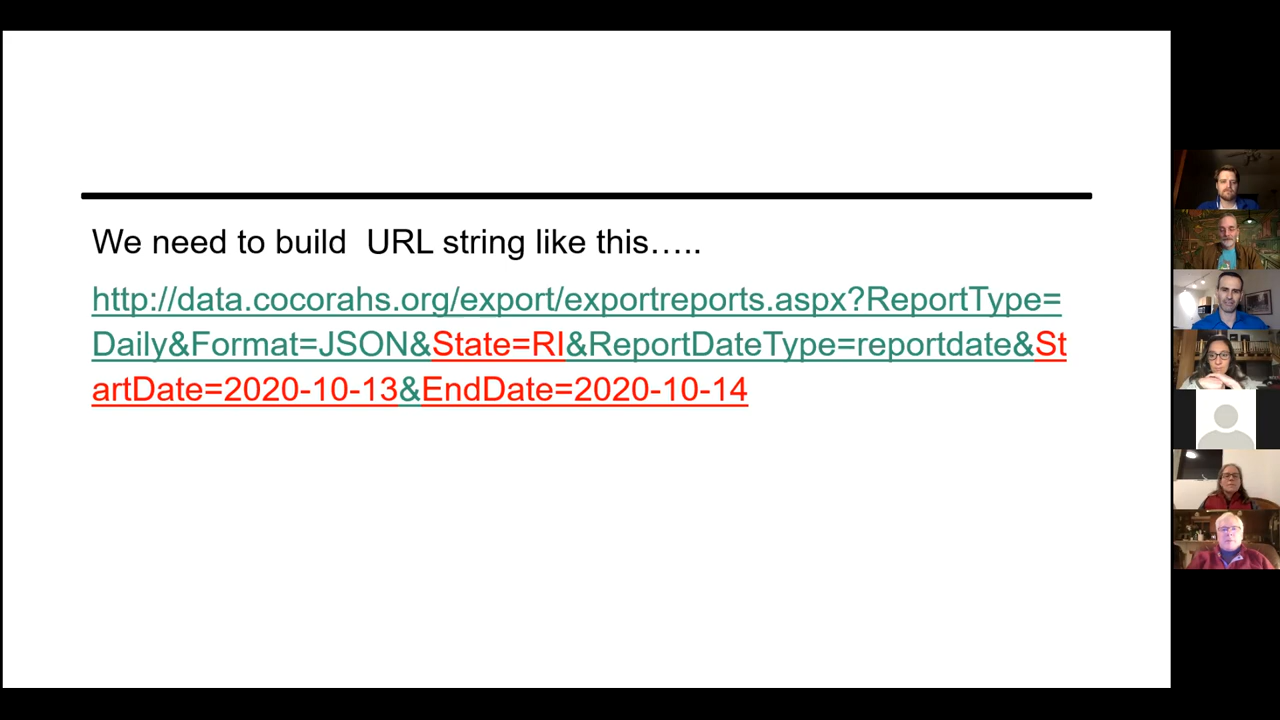 We need to build  URL string like this…..
http://data.cocorahs.org/export/exportreports.aspx?ReportType=
Daily&Format=JSON&State=RI&ReportDateType=reportdate&St
artDate=2020-10-13&EndDate=2020-10-14